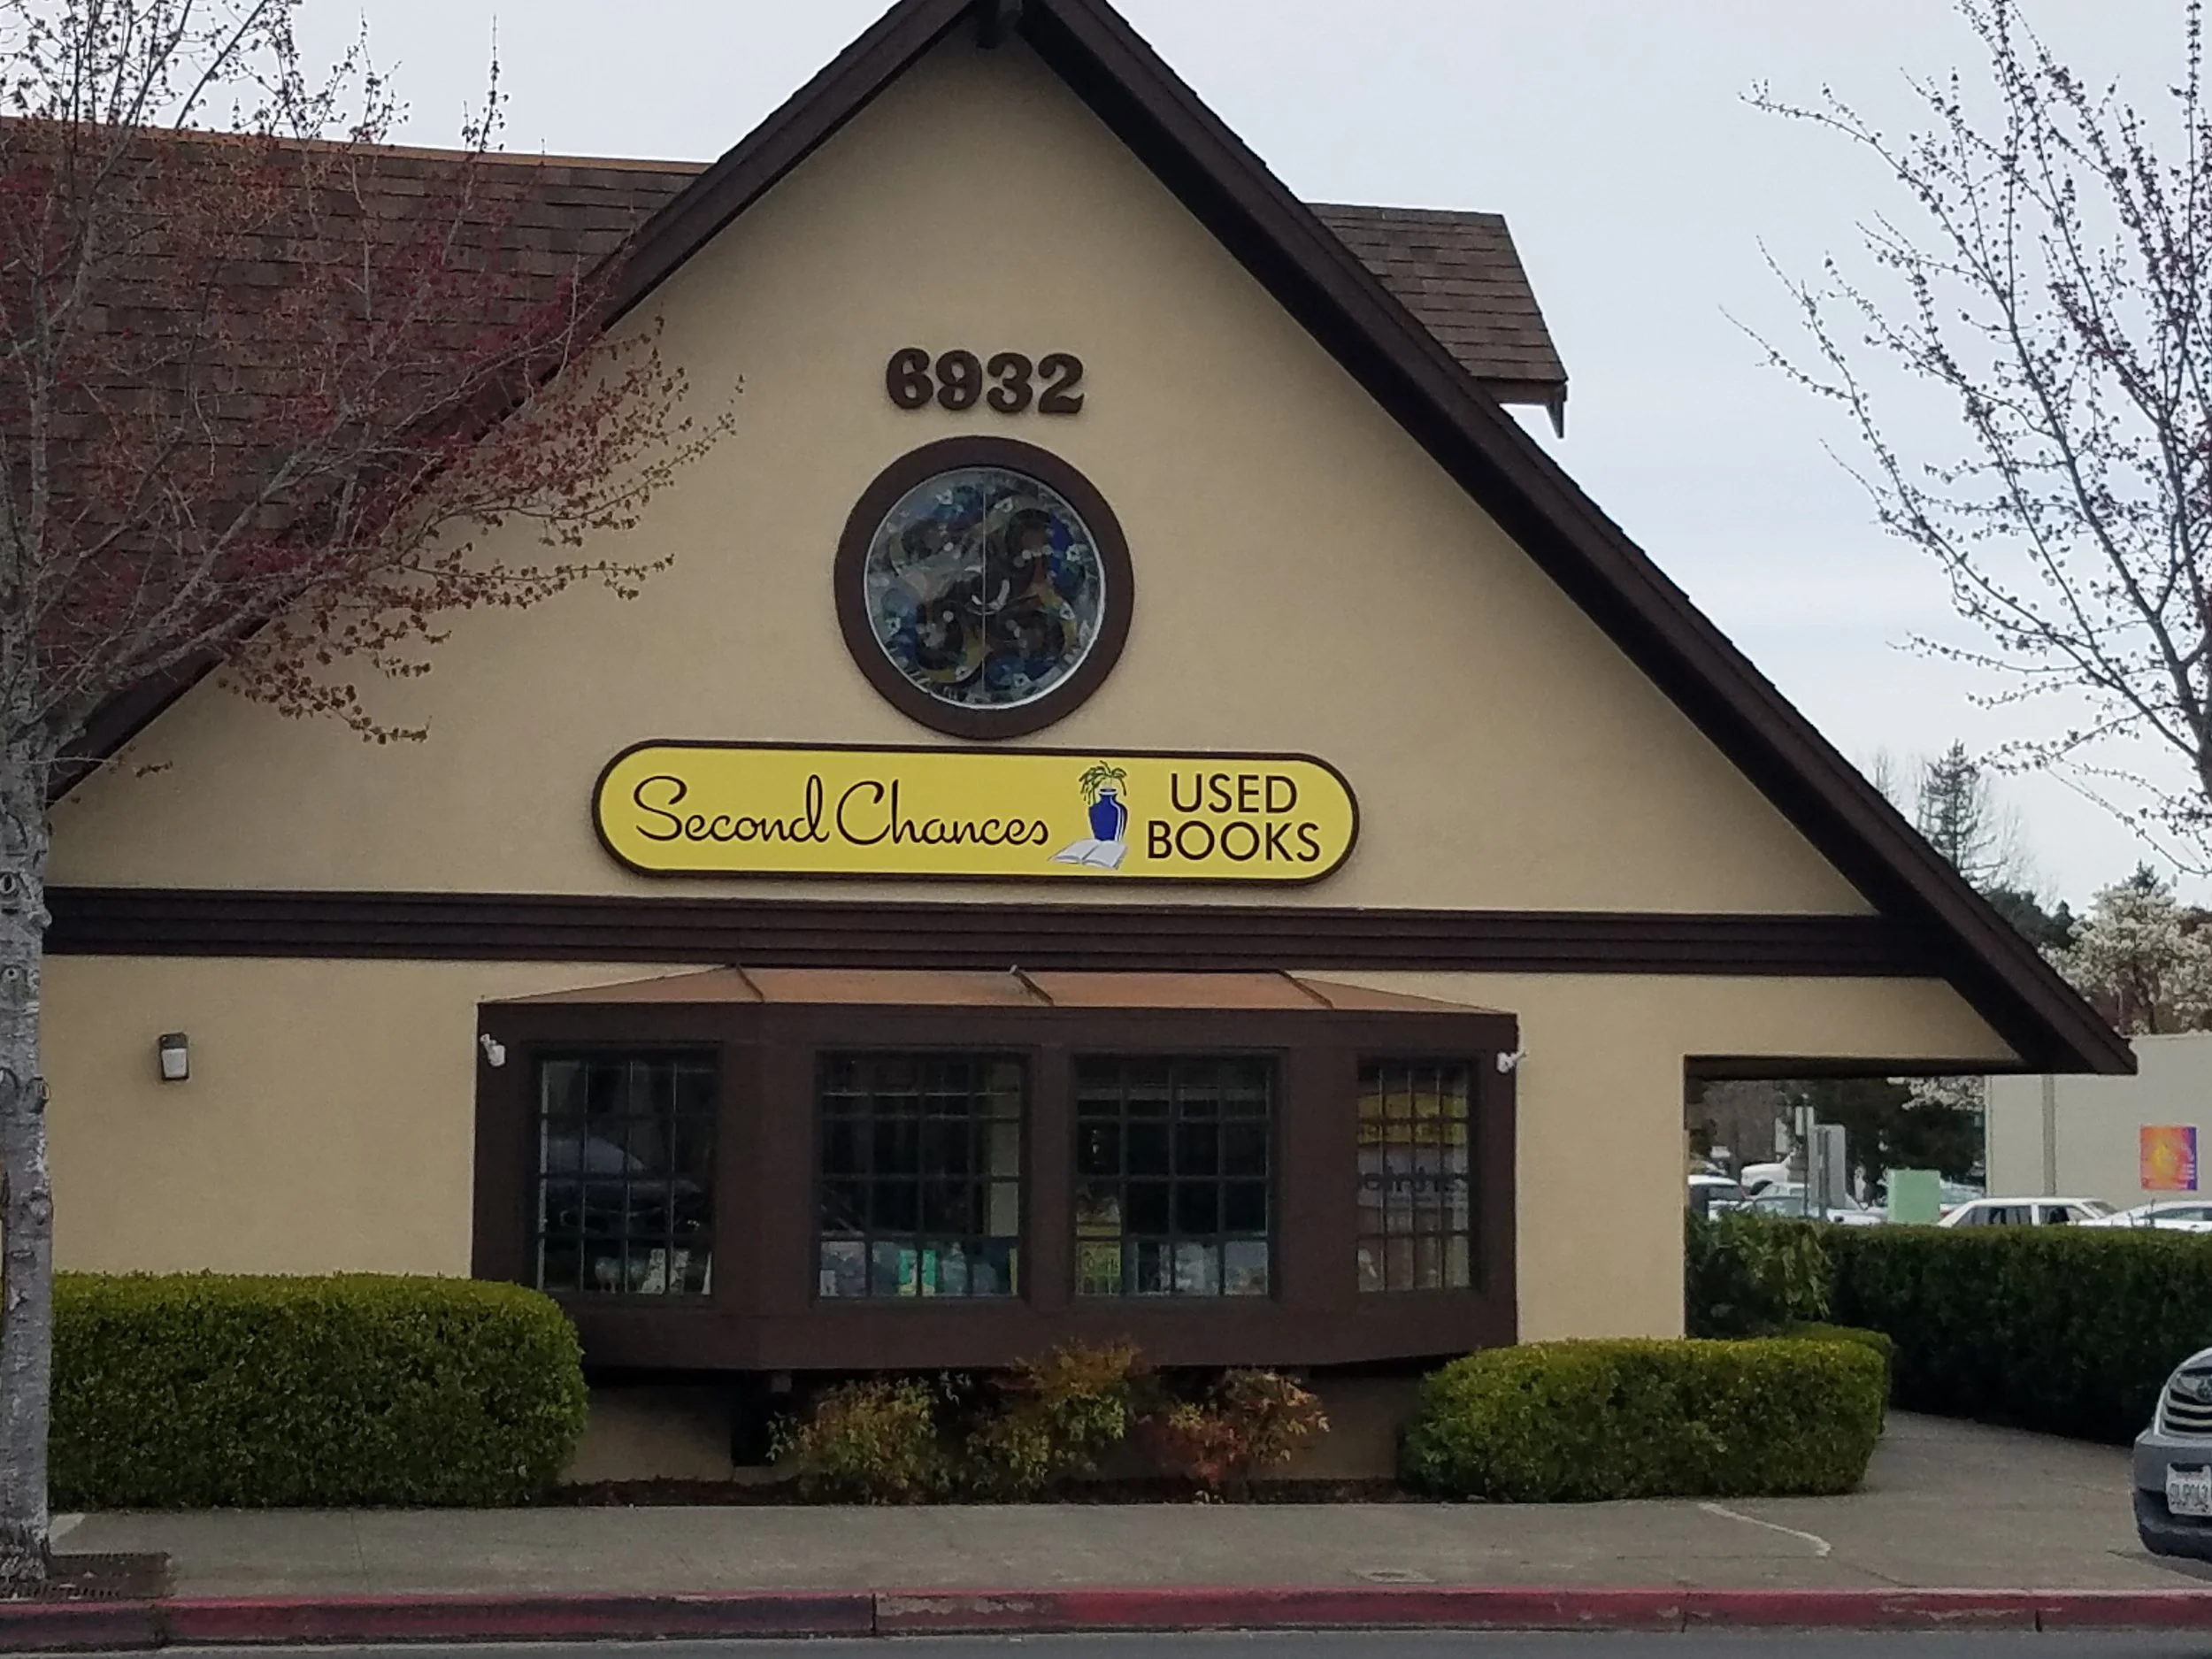 6932
Second Chances
USED
BOOKS